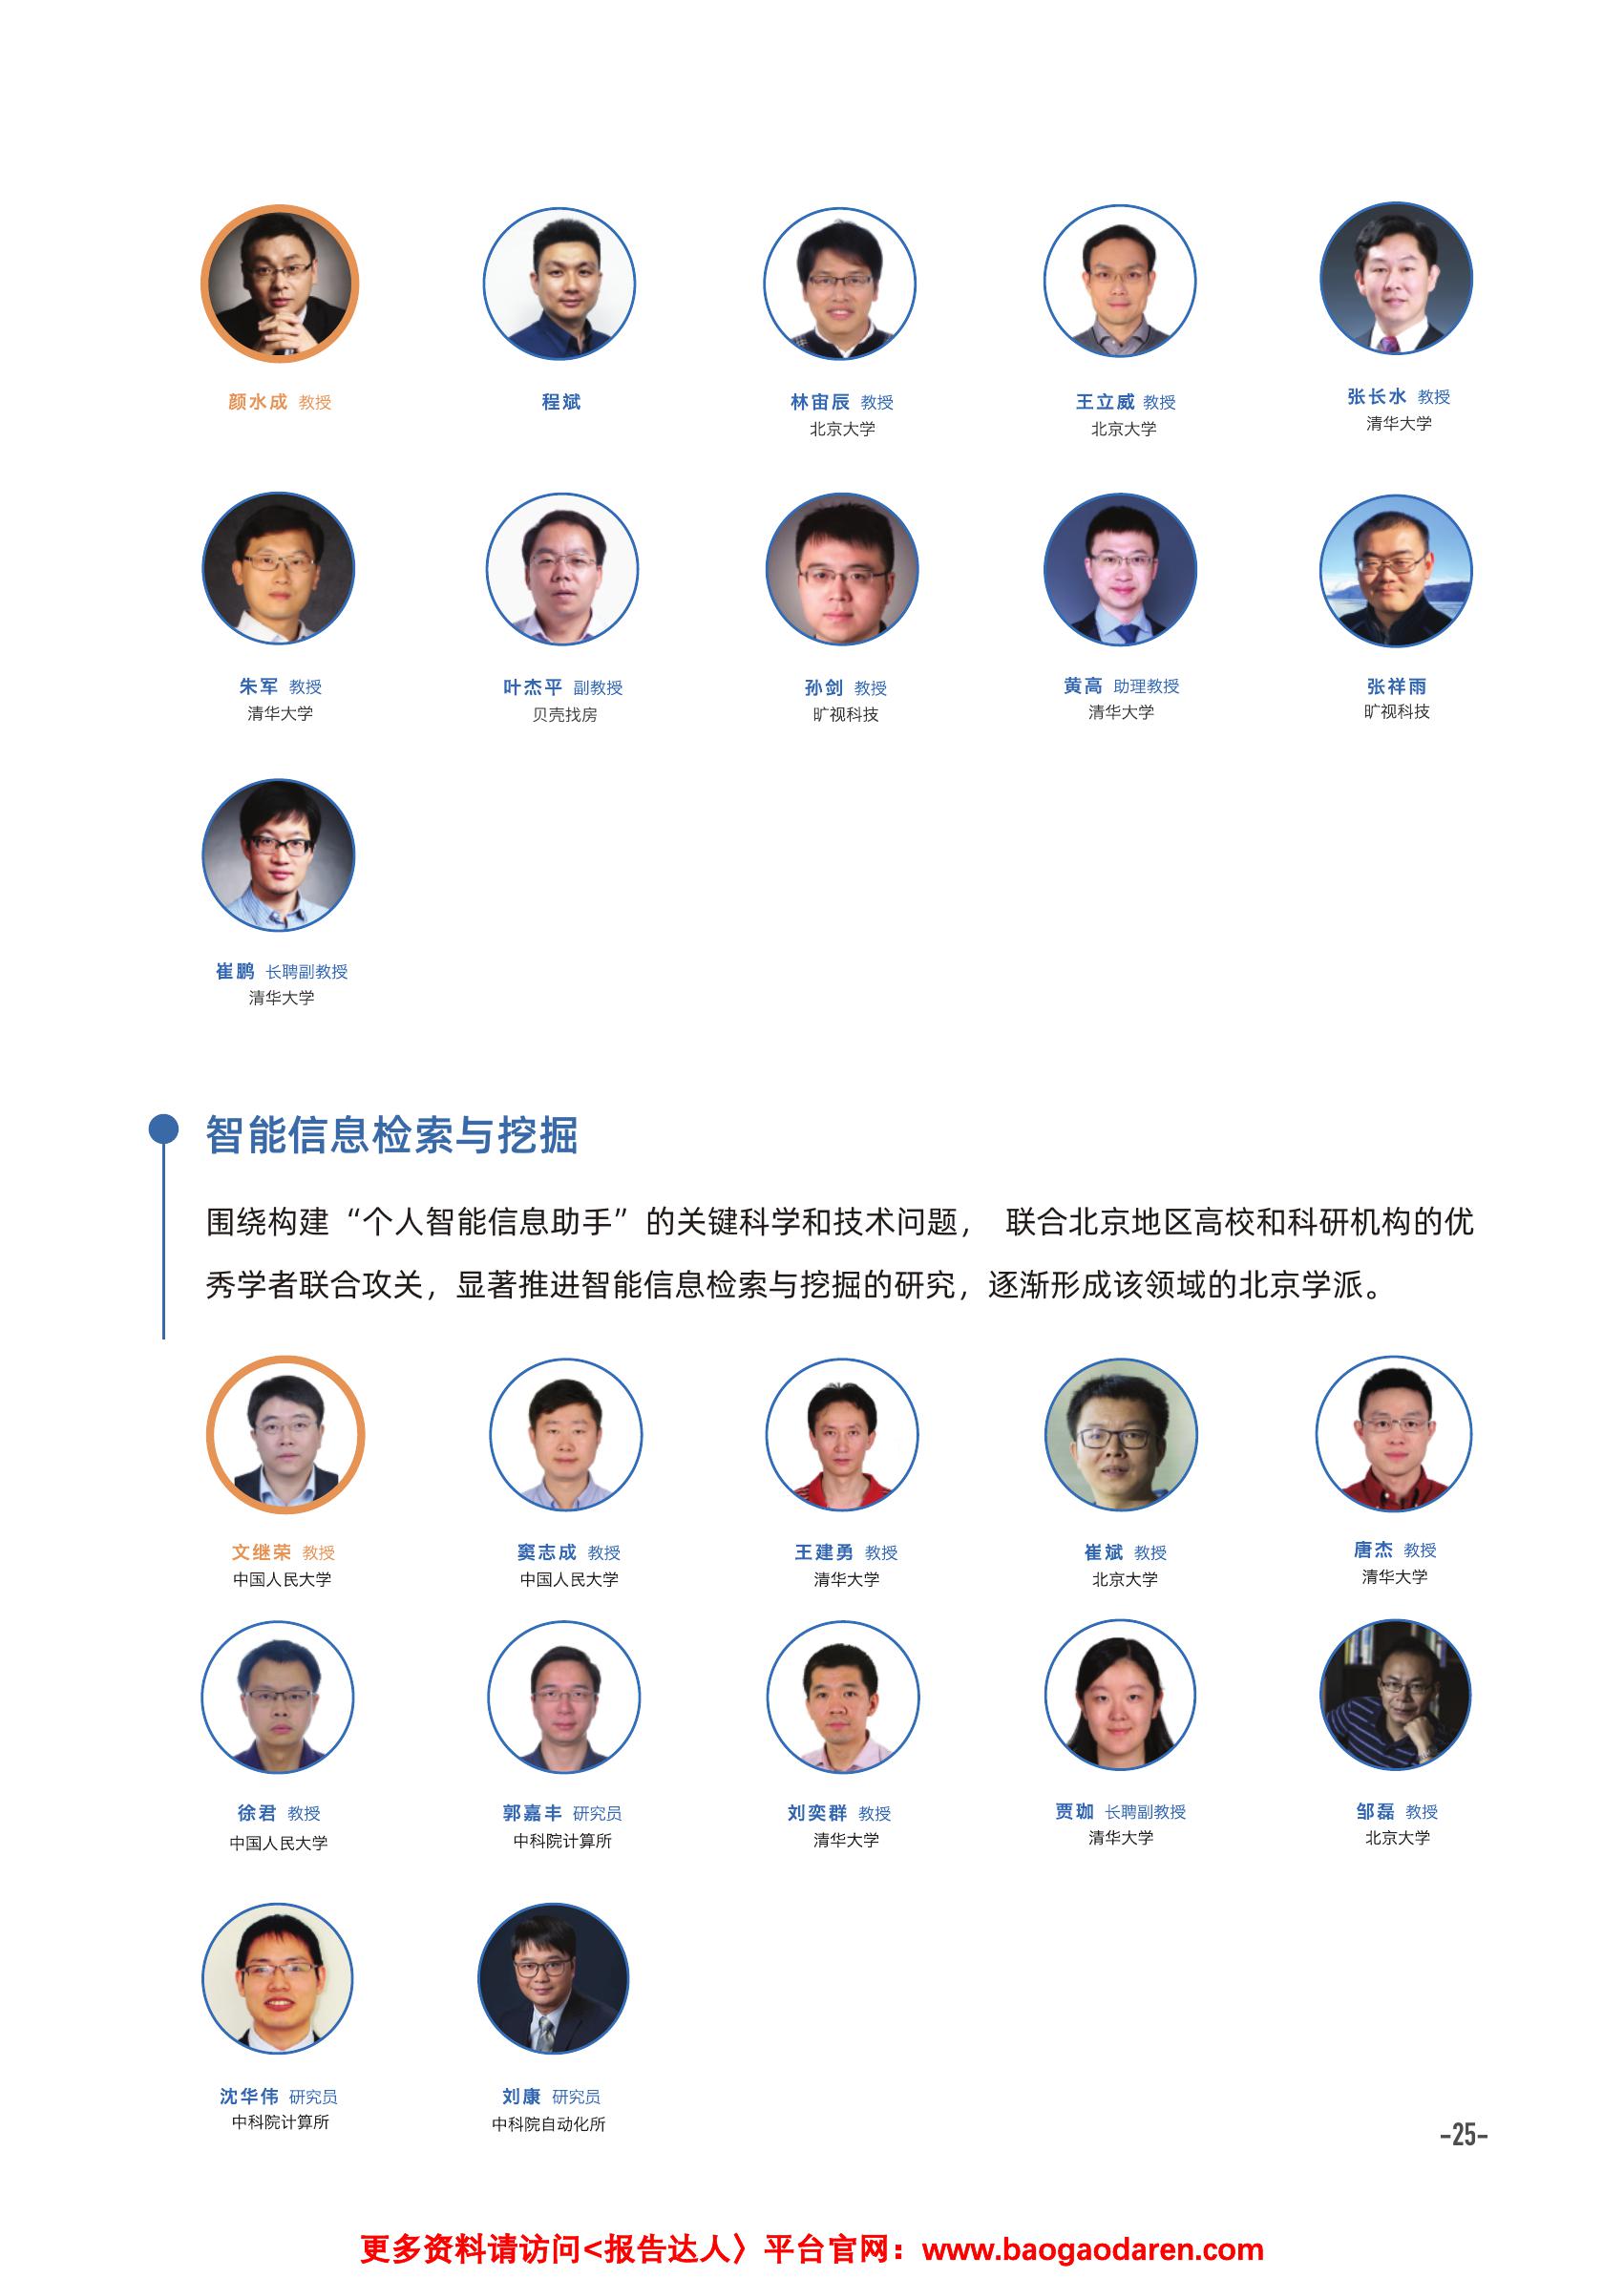 颜水成 教授
程斌
林宙辰 教授
北京大学
王立威 教授
北京大学
张长水 教授
清华大学
朱军 教授
清华大学
叶杰平 副教授
贝壳找房
孙剑 教授
旷视科技
黄高 助理教授
清华大学
张祥雨
旷视科技
崔鹏 长聘副教授
清华大学
智能信息检索与挖掘
围绕构建“个人智能信息助手”的关键科学和技术问题， 联合北京地区高校和科研机构的优
秀学者联合攻关，显著推进智能信息检索与挖掘的研究，逐渐形成该领域的北京学派。
文继荣 教授
中国人民大学
窦志成 教授
中国人民大学
王建勇 教授
清华大学
崔斌 教授
北京大学
唐杰 教授
清华大学
徐君 教授
中国人民大学
郭嘉丰 研究员
中科院计算所
刘奕群 教授
清华大学
贾珈 长聘副教授
清华大学
邹磊 教授
北京大学
沈华伟 研究员
中科院计算所
刘康 研究员
中科院自动化所
-25-
更多资料请访问<报告达人〉平台官网：www.baogaodaren.com